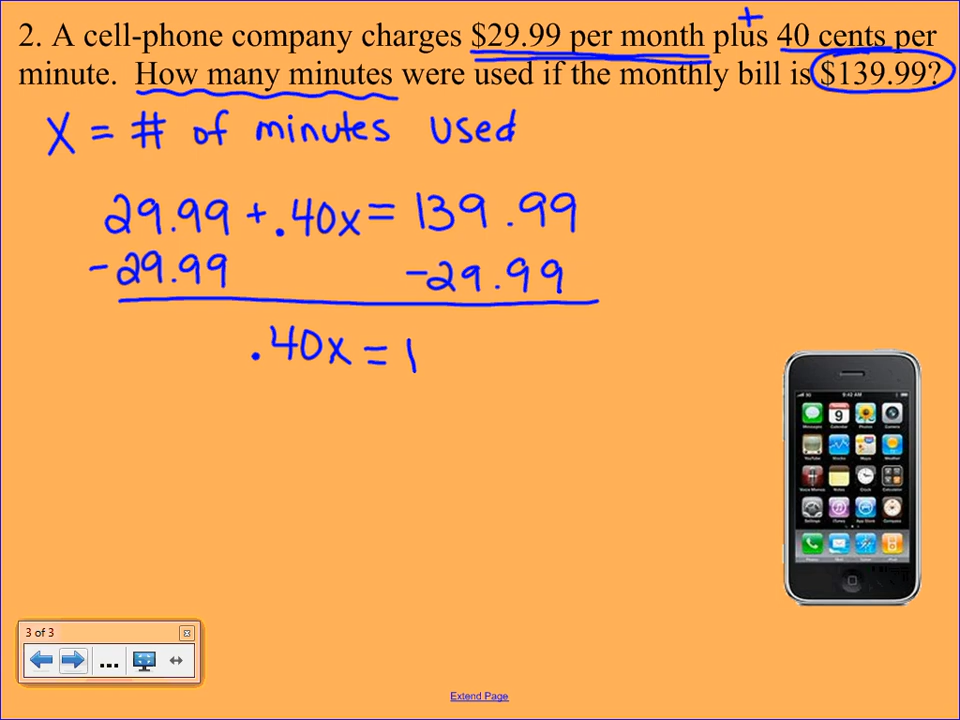 2. A cell-phone company charges $29.99 per month plus 40 cents per
+
minute. How many minutes were used if the monthly bill is $139.99?
X = # of minutes used
29.99 + .40x = 139.99
-29.99 -29.99
.40x = 1
9
3 of 3
...
Extend Page